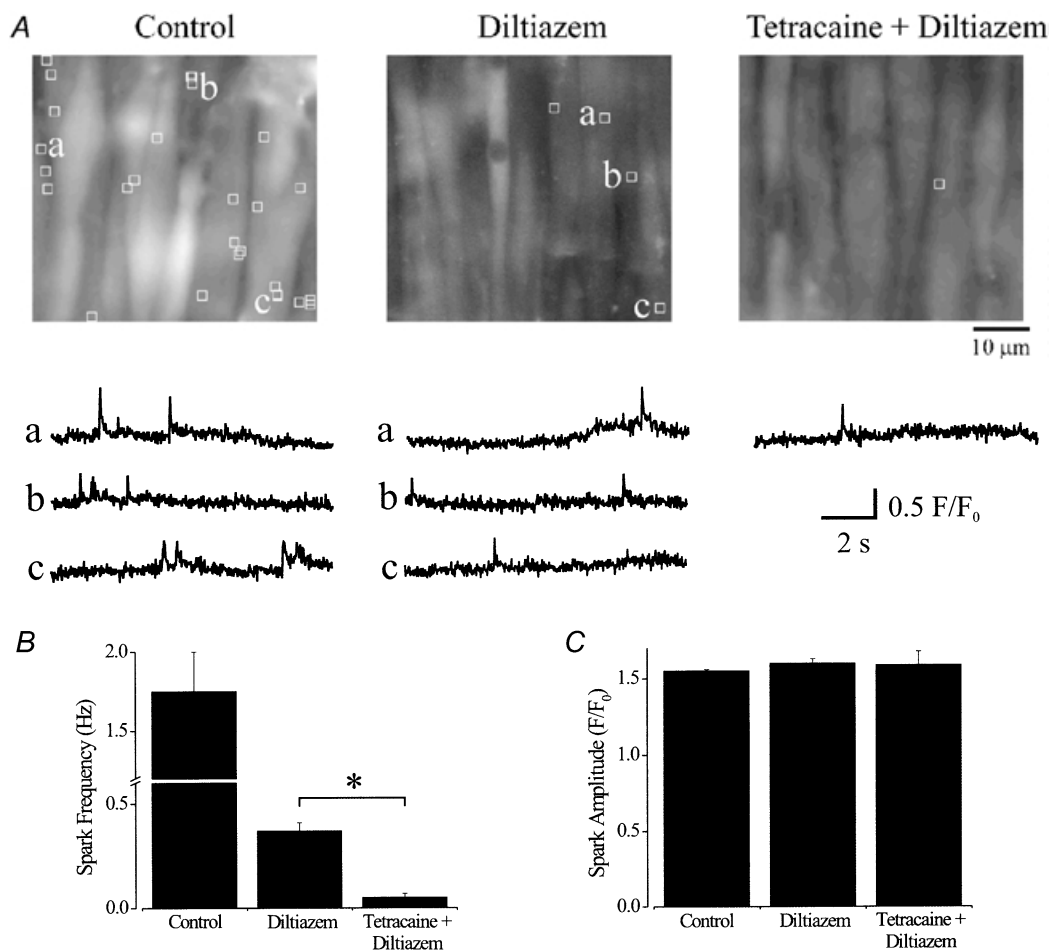 A
Control
Diltiazem
Tetracaine + Diltiazem
b
a
c
a
b
c
10 μm
a
b
c
a
b
c
0.5 F/F0
2 s
B
Spark Frequency (Hz)
2.0
1.5
0.5
0.0
*
Control
Diltiazem
Tetracaine +
Diltiazem
C
Spark Amplitude (F/F0)
1.5
1.0
0.5
0.0
Control
Diltiazem
Tetracaine +
Diltiazem